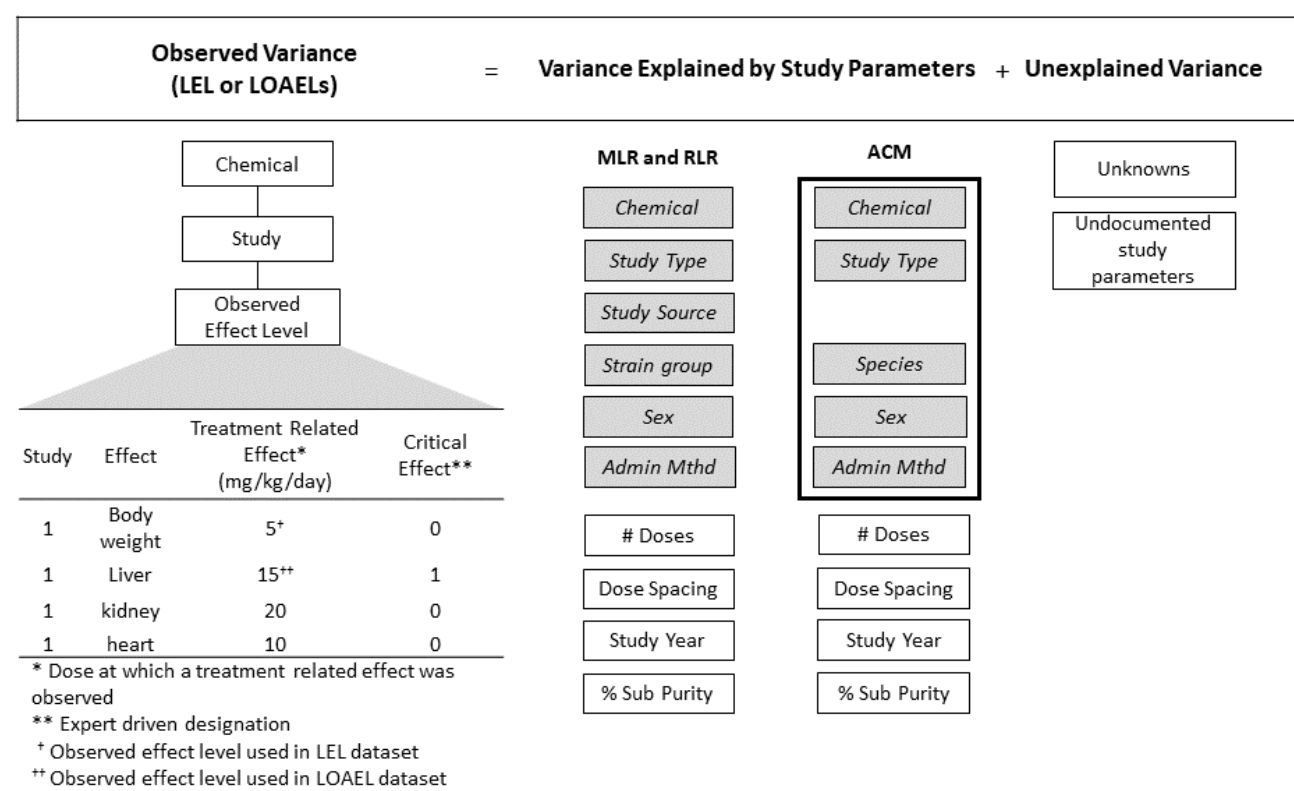 Observed Variance
(LEL or LOAELs)
=
Variance Explained by Study Parameters + Unexplained Variance
Chemical
Study
Observed
Effect Level
Study
Effect
Treatment Related
Effect*
(mg/kg/day)
Critical
Effect**
1 Body
weight 5⁺ 0
1 Liver 15⁺⁺ 1
1 kidney 20 0
1 heart 10 0
* Dose at which a treatment related effect was
observed
** Expert driven designation
⁺ Observed effect level used in LEL dataset
⁺⁺ Observed effect level used in LOAEL dataset
MLR and RLR
Chemical
Study Type
Study Source
Strain group
Sex
Admin Mthd
# Doses
Dose Spacing
Study Year
% Sub Purity
ACM
Chemical
Study Type
Species
Sex
Admin Mthd
# Doses
Dose Spacing
Study Year
% Sub Purity
Unknowns
Undocumented
study
parameters